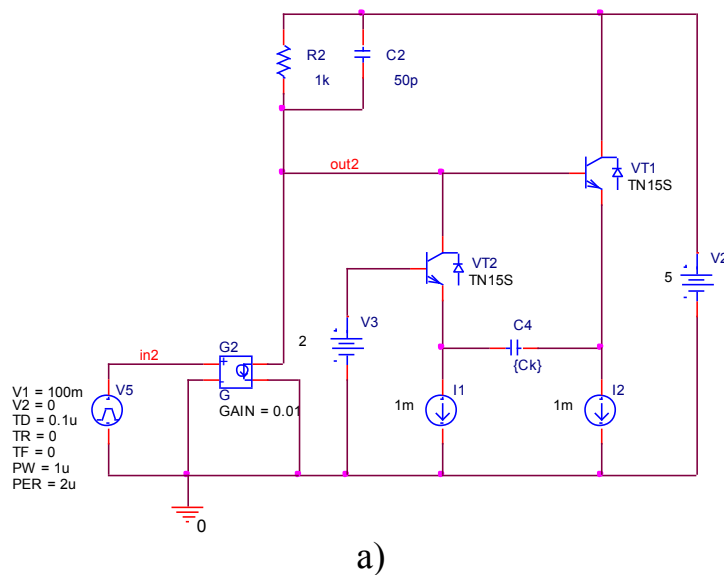 R2
1k
C2
50p
out2
VT1
TN15S
VT2
TN15S
V3
2
5
V2
C4
{Ck}
in2
G2
G
GAIN = 0.01
I1
1m
I2
1m
V5
V1 = 100m
V2 = 0
TD = 0.1u
TR = 0
TF = 0
PW = 1u
PER = 2u
0
a)